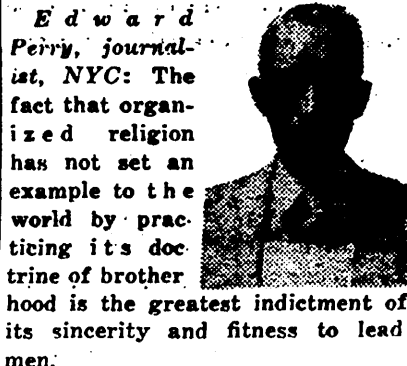 Edward
Perry, journal-
ist, NYC: The
fact that organ-
ized religion
has not set an
example to the
world by prac-
ticing its doc-
trine of brother
hood is the greatest indictment of
its sincerity and fitness to lead
men.